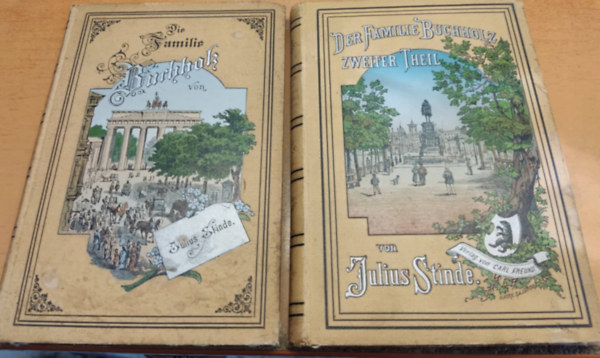 Die
Familie
Buchholz
von
Julius Stinde.
DER FAMILIE BUCHHOLZ
ZWEITER THEIL
von
Julius Stinde.
Verlag von CARL FREUND